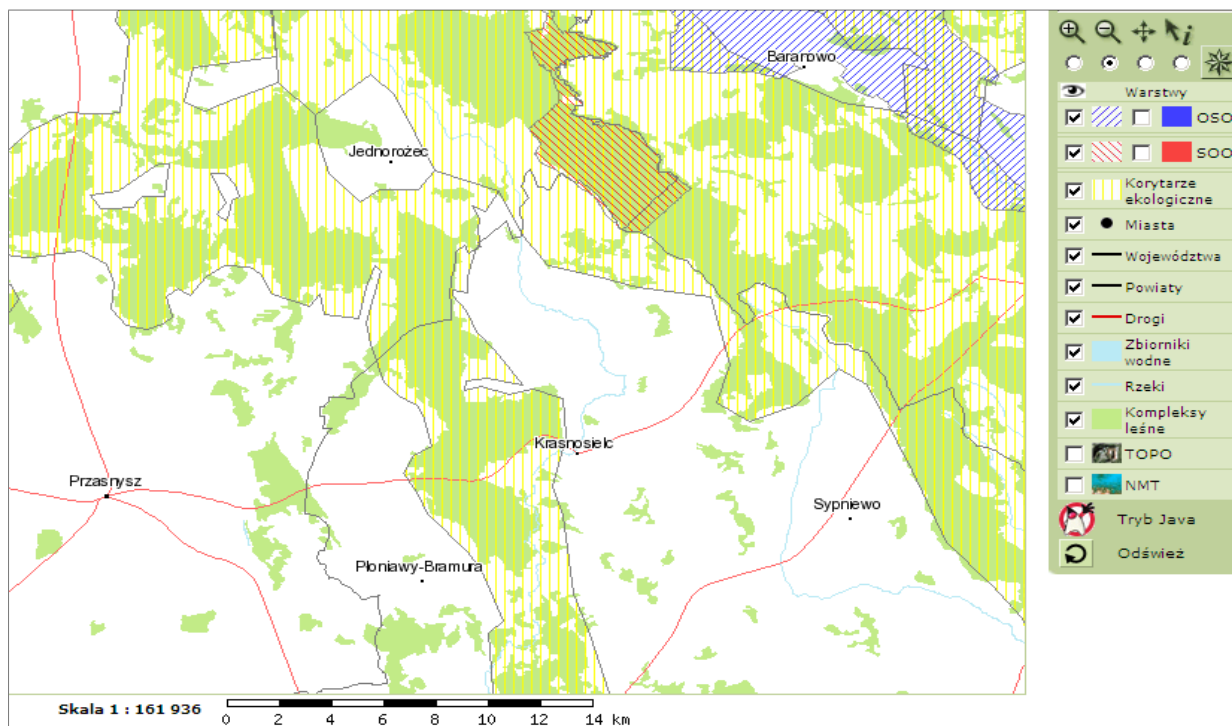 Baranowo
Jednorożec
Krasnosielc
Przasnysz
Sypniewo
Płoniawy-Bramura
Skala 1 : 161 936
0 2 4 6 8 10 12 14 km
i
Warstwy
OSO
SOO
Korytarze
ekologiczne
Miasta
Województwa
Powiaty
Drogi
Zbiorniki
wodne
Rzeki
Kompleksy
leśne
TOPO
NMT
Tryb Java
Odśwież